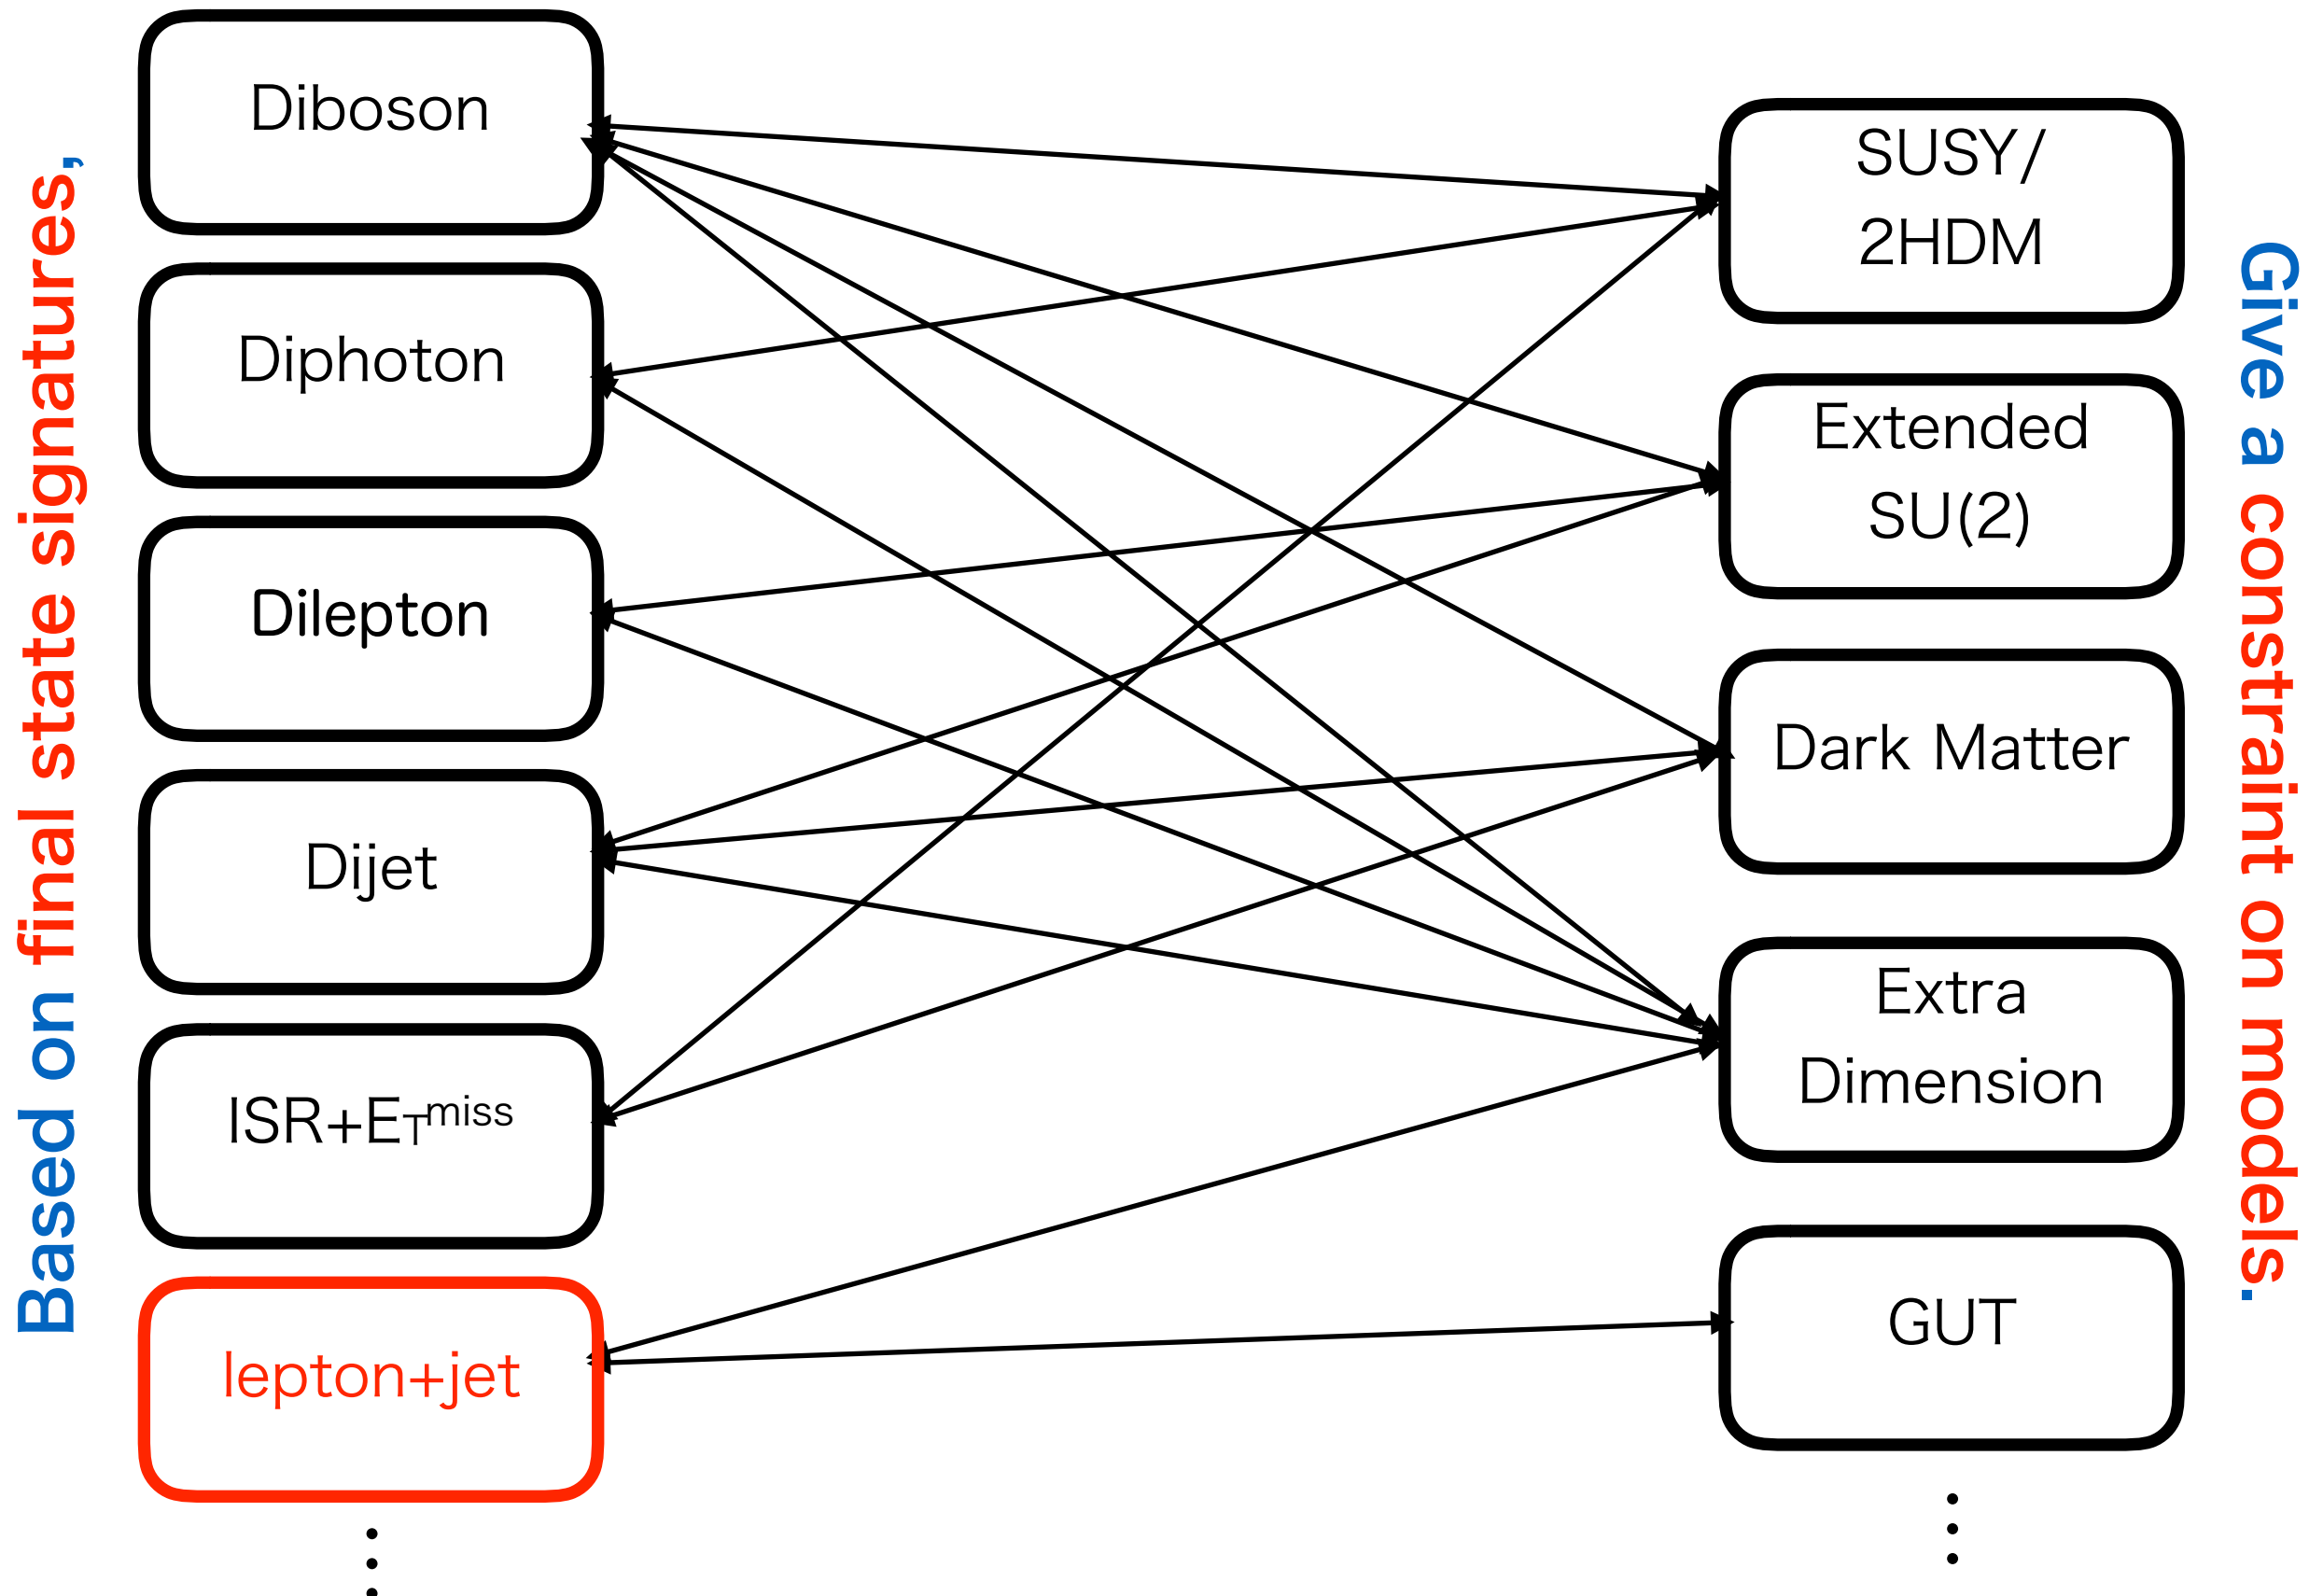 Based on final state signatures,
Diboson
Diphoton
Dilepton
Dijet
ISR+ETmiss
lepton+jet
SUSY/
2HDM
Extended
SU(2)
Dark Matter
Extra
Dimension
GUT
Give a constraint on models.